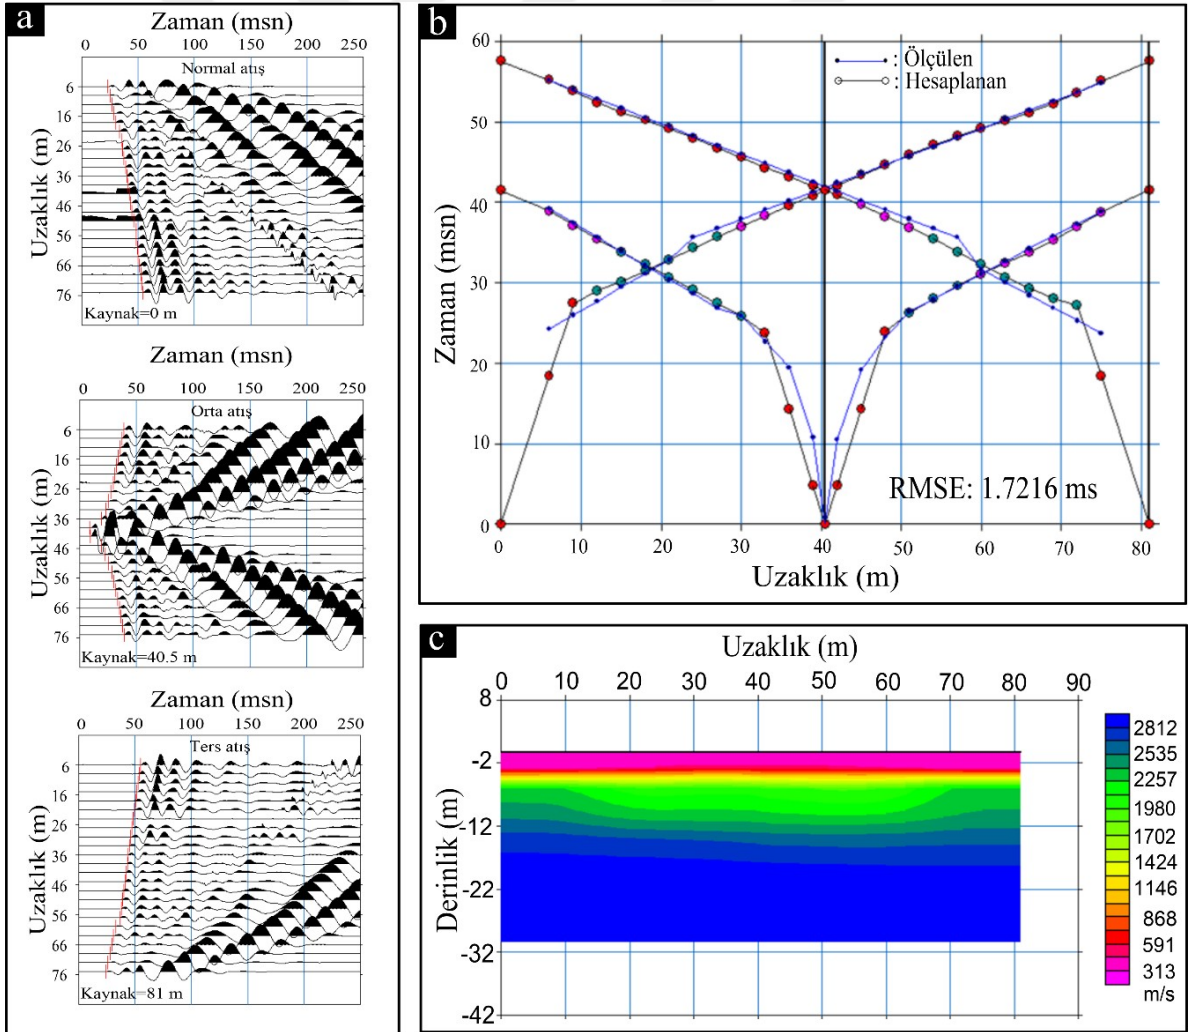 a
Zaman (msn)
0 50 100 150 200 250
Normal atış
Uzaklık (m)
6
16
26
36
46
56
66
76
Kaynak=0 m
Zaman (msn)
0 50 100 150 200 250
Orta atış
Uzaklık (m)
6
16
26
36
46
56
66
76
Kaynak=40.5 m
Zaman (msn)
0 50 100 150 200 250
Ters atış
Uzaklık (m)
6
16
26
36
46
56
66
76
Kaynak=81 m
b
: Ölçülen
: Hesaplanan
Zaman (msn)
60
50
40
30
20
10
0
RMSE: 1.7216 ms
0 10 20 30 40 50 60 70 80
Uzaklık (m)
c
Uzaklık (m)
0 10 20 30 40 50 60 70 80 90
Derinlik (m)
8
-2
-12
-22
-32
-42
2812
2535
2257
1980
1702
1424
1146
868
591
313
m/s